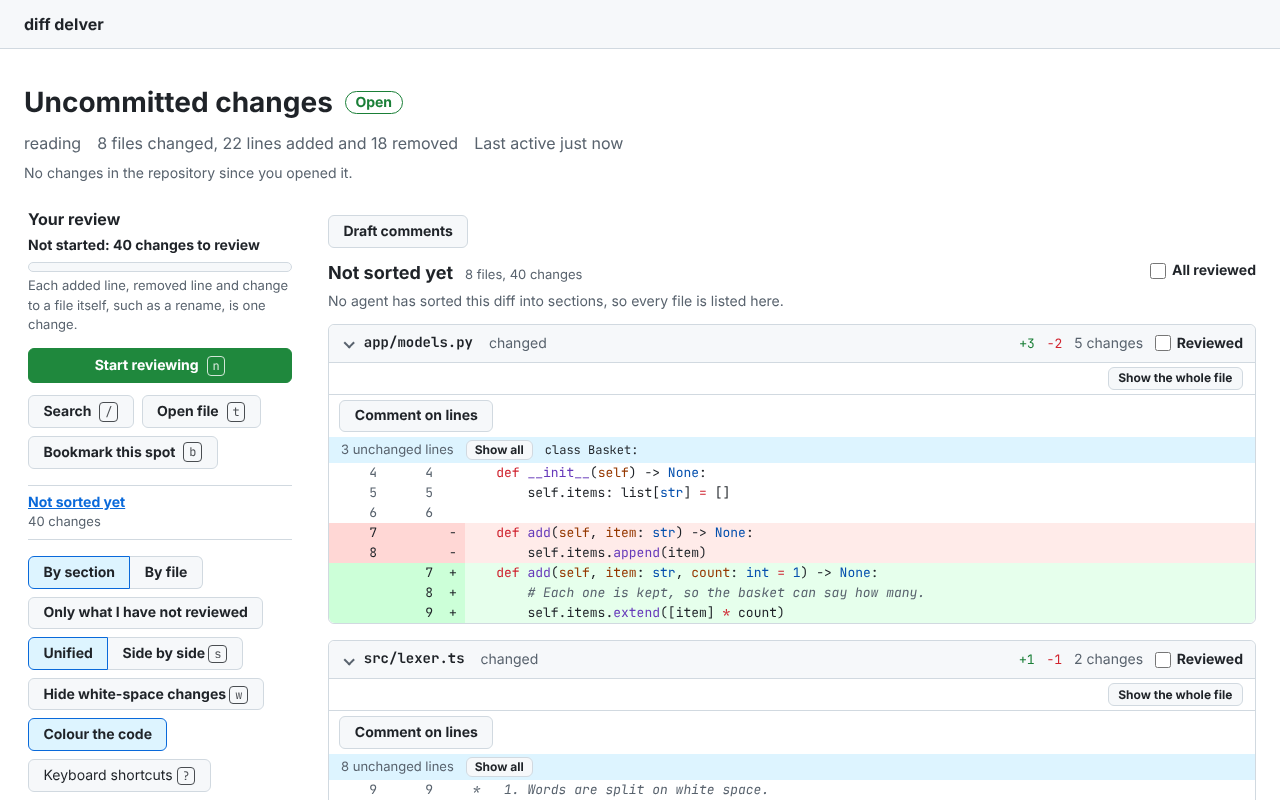 diff delver
Uncommitted changes Open
reading 8 files changed, 22 lines added and 18 removed Last active just now
No changes in the repository since you opened it.
Your review
Not started: 40 changes to review
Each added line, removed line and change
to a file itself, such as a rename, is one
change.
Start reviewing n
Search / Open file t
Bookmark this spot b
Not sorted yet
40 changes
By section By file
Only what I have not reviewed
Unified Side by side s
Hide white-space changes w
Colour the code
Keyboard shortcuts ?
Draft comments
Not sorted yet 8 files, 40 changes All reviewed
No agent has sorted this diff into sections, so every file is listed here.
app/models.py changed +3 -2 5 changes Reviewed
Show the whole file
Comment on lines
3 unchanged lines Show all class Basket:
4 4 def __init__(self) -> None:
5 5 self.items: list[str] = []
6 6
7 - def add(self, item: str) -> None:
8 - self.items.append(item)
7 + def add(self, item: str, count: int = 1) -> None:
8 + # Each one is kept, so the basket can say how many.
9 + self.items.extend([item] * count)
src/lexer.ts changed +1 -1 2 changes Reviewed
Show the whole file
Comment on lines
8 unchanged lines Show all
9 9 * 1. Words are split on white space.